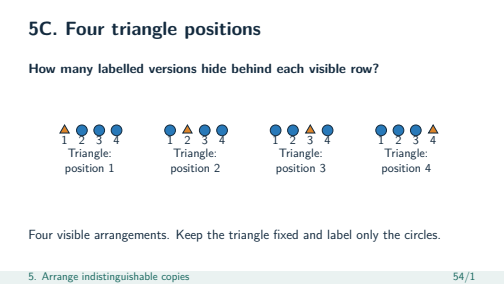 5C. Four triangle positions
How many labelled versions hide behind each visible row?
1 2 3 4
Triangle:
position 1
1 2 3 4
Triangle:
position 2
1 2 3 4
Triangle:
position 3
1 2 3 4
Triangle:
position 4
Four visible arrangements. Keep the triangle fixed and label only the circles.
5. Arrange indistinguishable copies
54/1